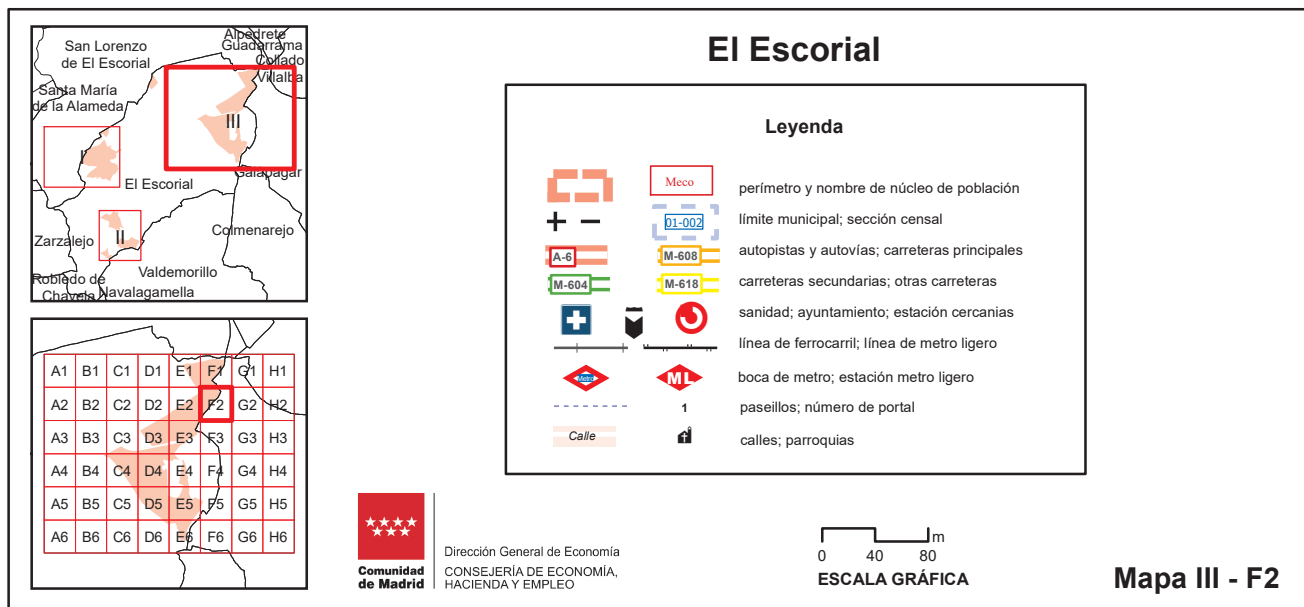 El Escorial
Alpedrete
San Lorenzo
de El Escorial
Guadarrama
Collado
Villalba
Santa María
de la Alameda
III
I
El Escorial
Galapagar
II
Zarzalejo
Colmenarejo
Valdemorillo
Robledo de
Chavela
Navalagamella
A1 B1 C1 D1 E1 F1 G1 H1
A2 B2 C2 D2 E2 F2 G2 H2
A3 B3 C3 D3 E3 F3 G3 H3
A4 B4 C4 D4 E4 F4 G4 H4
A5 B5 C5 D5 E5 F5 G5 H5
A6 B6 C6 D6 E6 F6 G6 H6
Leyenda
Meco perímetro y nombre de núcleo de población
01-002 límite municipal; sección censal
A-6 M-608 autopistas y autovías; carreteras principales
M-604 M-618 carreteras secundarias; otras carreteras
sanidad; ayuntamiento; estación cercanias
línea de ferrocarril; línea de metro ligero
Metro ML boca de metro; estación metro ligero
1 paseillos; número de portal
Calle calles; parroquias
Comunidad
de Madrid
Dirección General de Economía
CONSEJERÍA DE ECONOMÍA,
HACIENDA Y EMPLEO
m
0 40 80
ESCALA GRÁFICA
Mapa III - F2